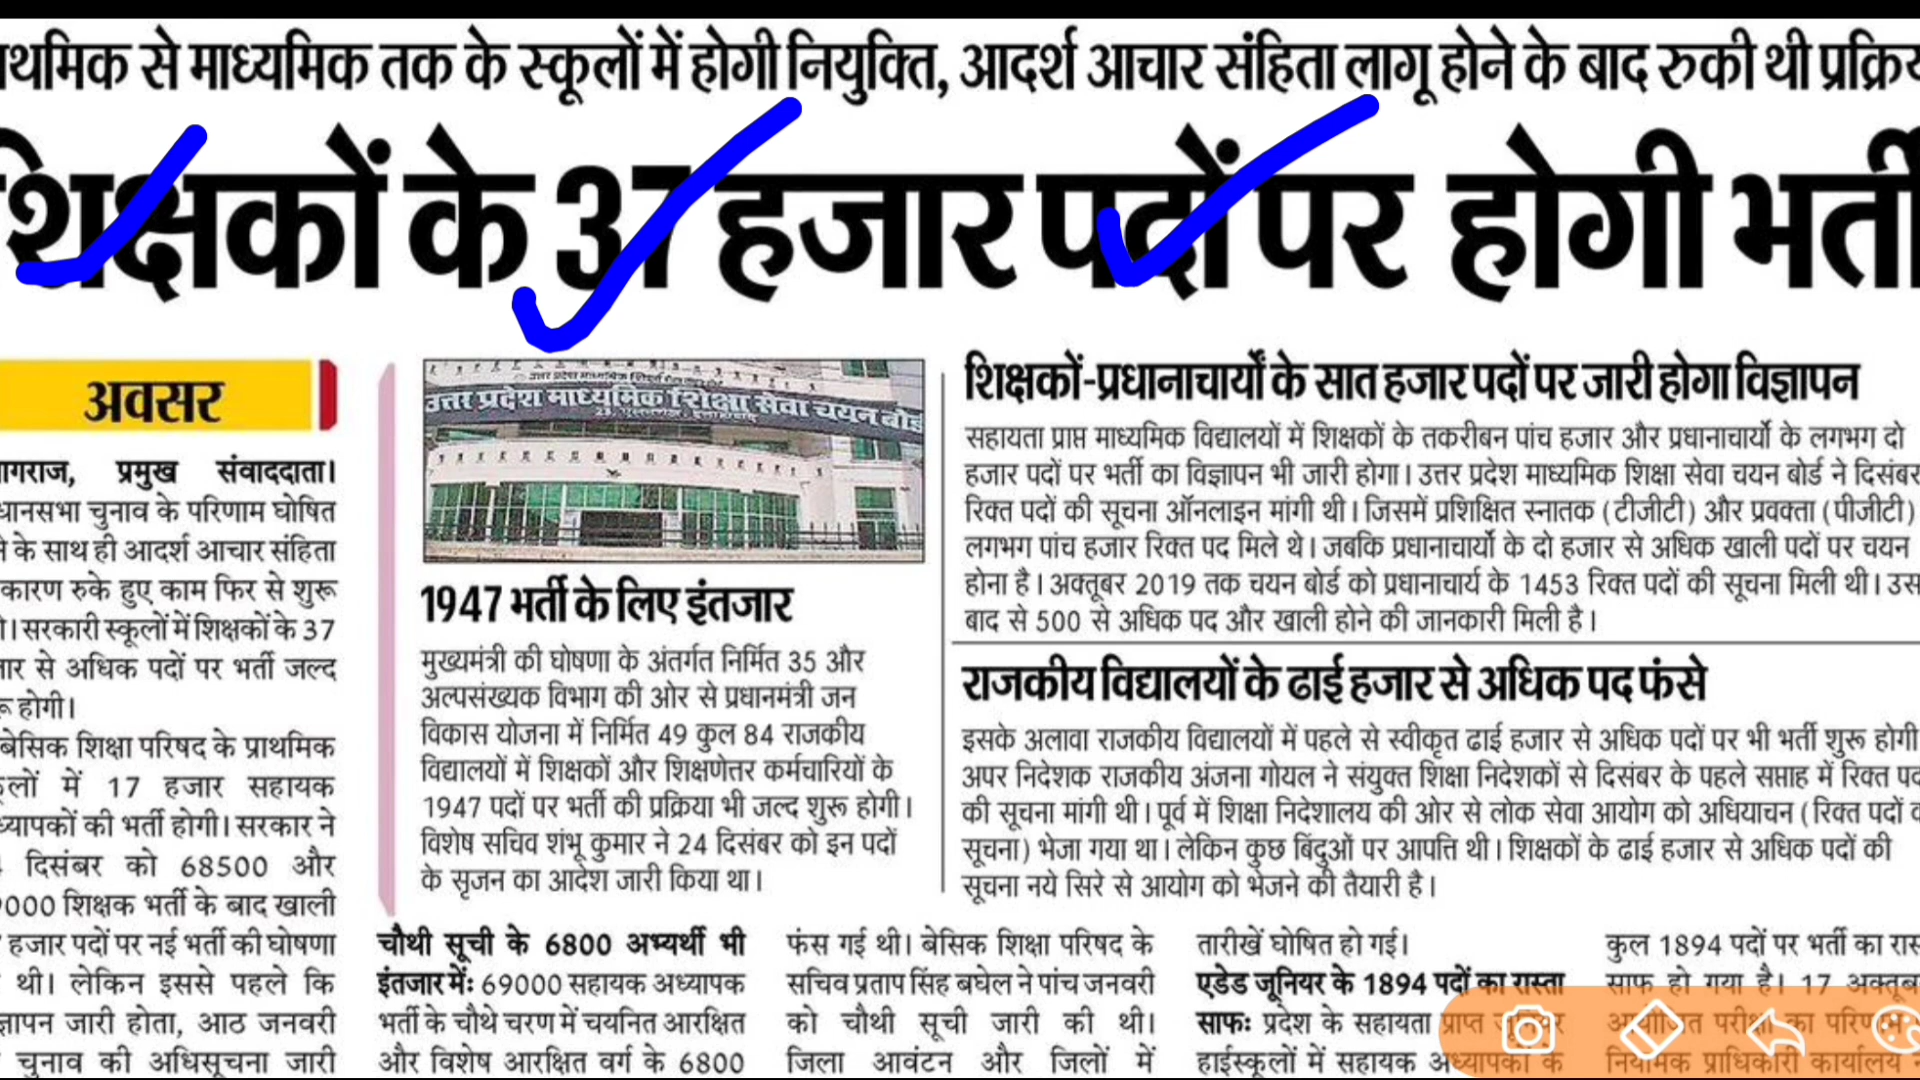 थमिक से माध्यमिक तक के स्कूलों में होगी नियुक्ति, आदर्श आचार संहिता लागू होने के बाद रुकी थी प्रक्रिय
शिक्षकों के 37 हजार पदों पर होगी भर्ती
अवसर
ागराज, प्रमुख संवाददाता।
धानसभा चुनाव के परिणाम घोषित
ने के साथ ही आदर्श आचार संहिता
कारण रुके हुए काम फिर से शुरू
गे। सरकारी स्कूलों में शिक्षकों के 37
जार से अधिक पदों पर भर्ती जल्द
रू होगी।
बेसिक शिक्षा परिषद के प्राथमिक
कूलों में 17 हजार सहायक
ध्यापकों की भर्ती होगी। सरकार ने
दिसंबर को 68500 और
9000 शिक्षक भर्ती के बाद खाली
हजार पदों पर नई भर्ती की घोषणा
थी। लेकिन इससे पहले कि
ज्ञापन जारी होता, आठ जनवरी
चुनाव की अधिसूचना जारी
उत्तर प्रदेश माध्यमिक शिक्षा सेवा चयन बोर्ड
1947 भर्ती के लिए इंतजार
मुख्यमंत्री की घोषणा के अंतर्गत निर्मित 35 और
अल्पसंख्यक विभाग की ओर से प्रधानमंत्री जन
विकास योजना में निर्मित 49 कुल 84 राजकीय
विद्यालयों में शिक्षकों और शिक्षणेतर कर्मचारियों के
1947 पदों पर भर्ती की प्रक्रिया भी जल्द शुरू होगी।
विशेष सचिव शंभू कुमार ने 24 दिसंबर को इन पदों
के सृजन का आदेश जारी किया था।
शिक्षकों-प्रधानाचार्यों के सात हजार पदों पर जारी होगा विज्ञापन
सहायता प्राप्त माध्यमिक विद्यालयों में शिक्षकों के तकरीबन पांच हजार और प्रधानाचार्यों के लगभग दो
हजार पदों पर भर्ती का विज्ञापन भी जारी होगा। उत्तर प्रदेश माध्यमिक शिक्षा सेवा चयन बोर्ड ने दिसंबर
रिक्त पदों की सूचना ऑनलाइन मांगी थी। जिसमें प्रशिक्षित स्नातक (टीजीटी) और प्रवक्ता (पीजीटी)
लगभग पांच हजार रिक्त पद मिले थे। जबकि प्रधानाचार्यों के दो हजार से अधिक खाली पदों पर चयन
होना है। अक्तूबर 2019 तक चयन बोर्ड को प्रधानाचार्य के 1453 रिक्त पदों की सूचना मिली थी। उस
बाद से 500 से अधिक पद और खाली होने की जानकारी मिली है।
राजकीय विद्यालयों के ढाई हजार से अधिक पद फंसे
इसके अलावा राजकीय विद्यालयों में पहले से स्वीकृत ढाई हजार से अधिक पदों पर भी भर्ती शुरू होगी
अपर निदेशक राजकीय अंजना गोयल ने संयुक्त शिक्षा निदेशकों से दिसंबर के पहले सप्ताह में रिक्त पद
की सूचना मांगी थी। पूर्व में शिक्षा निदेशालय की ओर से लोक सेवा आयोग को अधियाचन (रिक्त पदों क
सूचना) भेजा गया था। लेकिन कुछ बिंदुओं पर आपत्ति थी। शिक्षकों के ढाई हजार से अधिक पदों की
सूचना नये सिरे से आयोग को भेजने की तैयारी है।
चौथी सूची के 6800 अभ्यर्थी भी
इंतजार में: 69000 सहायक अध्यापक
भर्ती के चौथे चरण में चयनित आरक्षित
और विशेष आरक्षित वर्ग के 6800
फंस गई थी। बेसिक शिक्षा परिषद के
सचिव प्रताप सिंह बघेल ने पांच जनवरी
को चौथी सूची जारी की थी।
जिला आवंटन और जिलों में
तारीखें घोषित हो गई।
एडेड जूनियर के 1894 पदों का रास्ता
साफ: प्रदेश के सहायता प्राप्त जूनियर
हाईस्कूलों में सहायक अध्यापकों के
कुल 1894 पदों पर भर्ती का रास
साफ हो गया है। 17 अक्तूब
आयोजित परीक्षा का परिणाम
नियामक प्राधिकारी कार्यालय